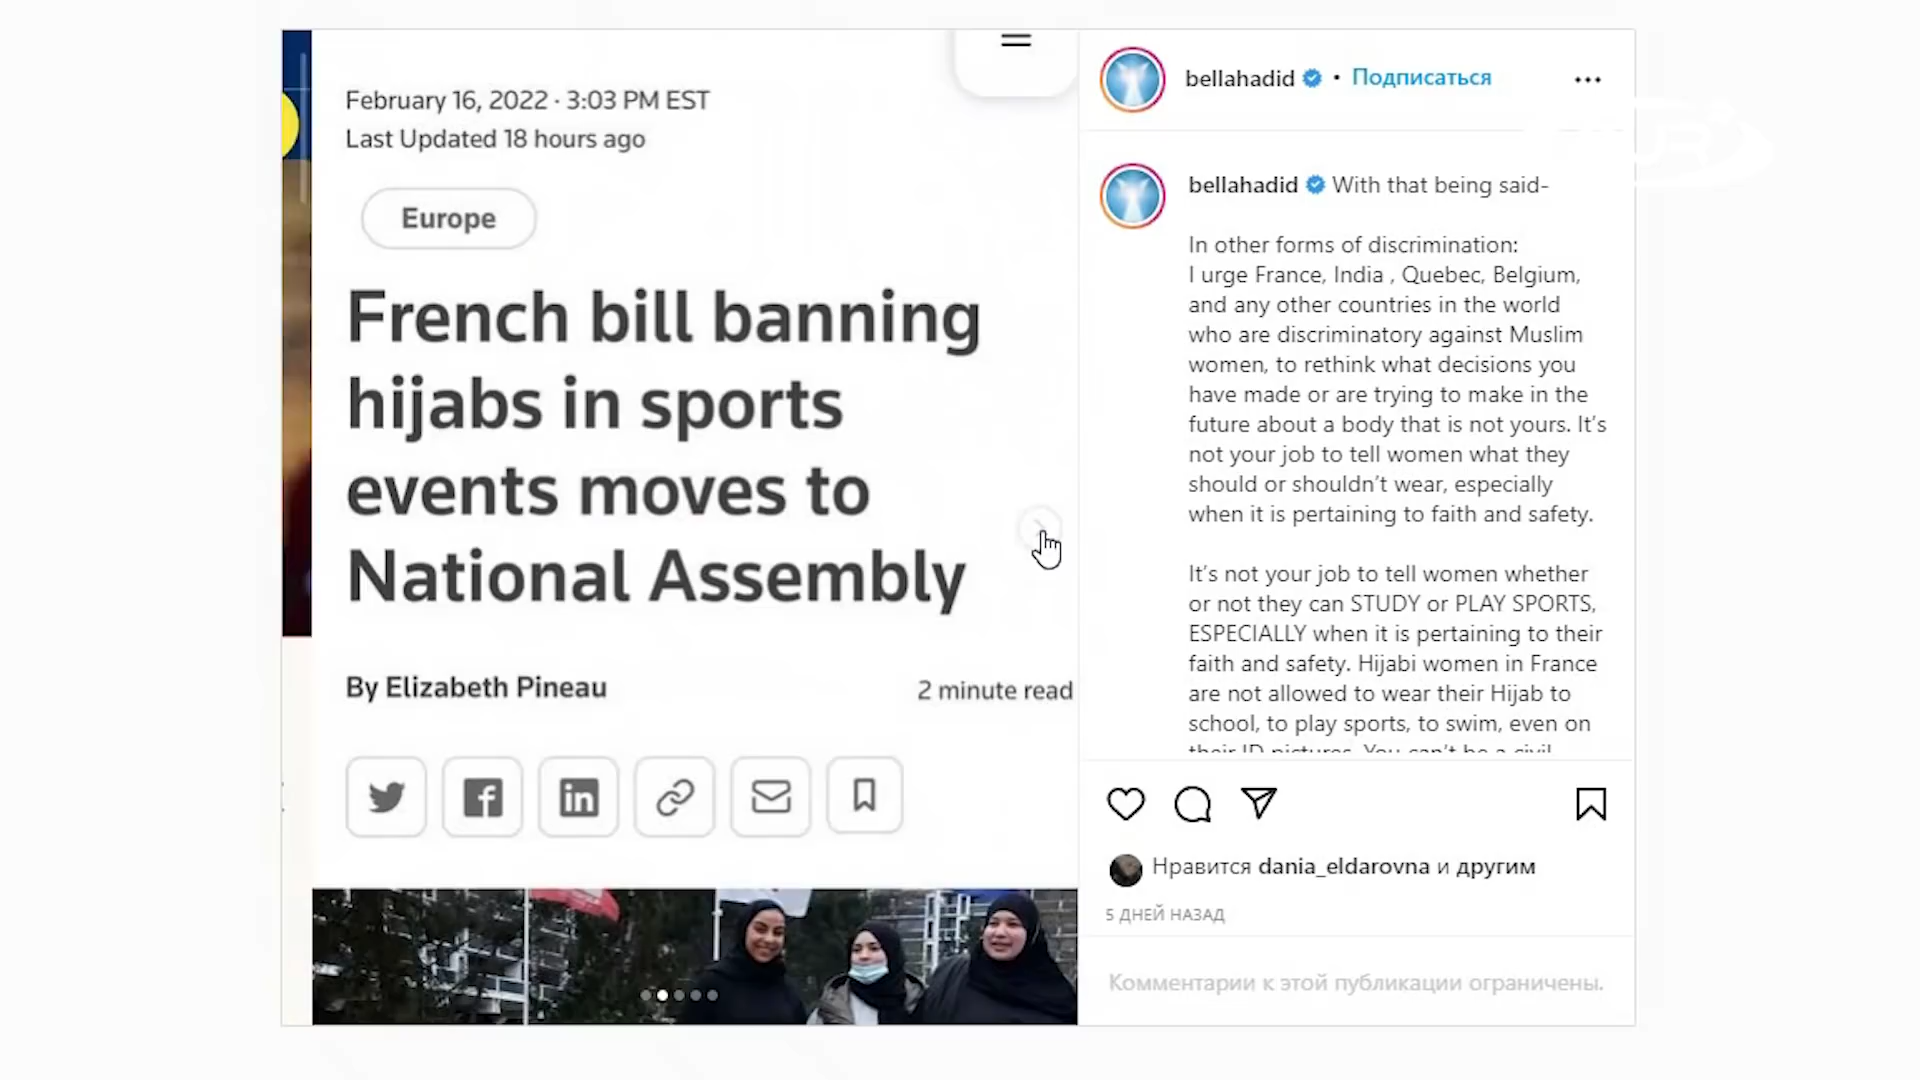 February 16, 2022 · 3:03 PM EST
Last Updated 18 hours ago
Europe
French bill banning
hijabs in sports
events moves to
National Assembly
By Elizabeth Pineau
2 minute read
bellahadid • Подписаться
bellahadid With that being said-
In other forms of discrimination:
I urge France, India , Quebec, Belgium,
and any other countries in the world
who are discriminatory against Muslim
women, to rethink what decisions you
have made or are trying to make in the
future about a body that is not yours. It’s
not your job to tell women what they
should or shouldn’t wear, especially
when it is pertaining to faith and safety.
It’s not your job to tell women whether
or not they can STUDY or PLAY SPORTS,
ESPECIALLY when it is pertaining to their
faith and safety. Hijabi women in France
are not allowed to wear their Hijab to
school, to play sports, to swim, even on
their ID pictures. You can’t be a civil
Нравится dania_eldarovna и другим
5 ДНЕЙ НАЗАД
Комментарии к этой публикации ограничены.